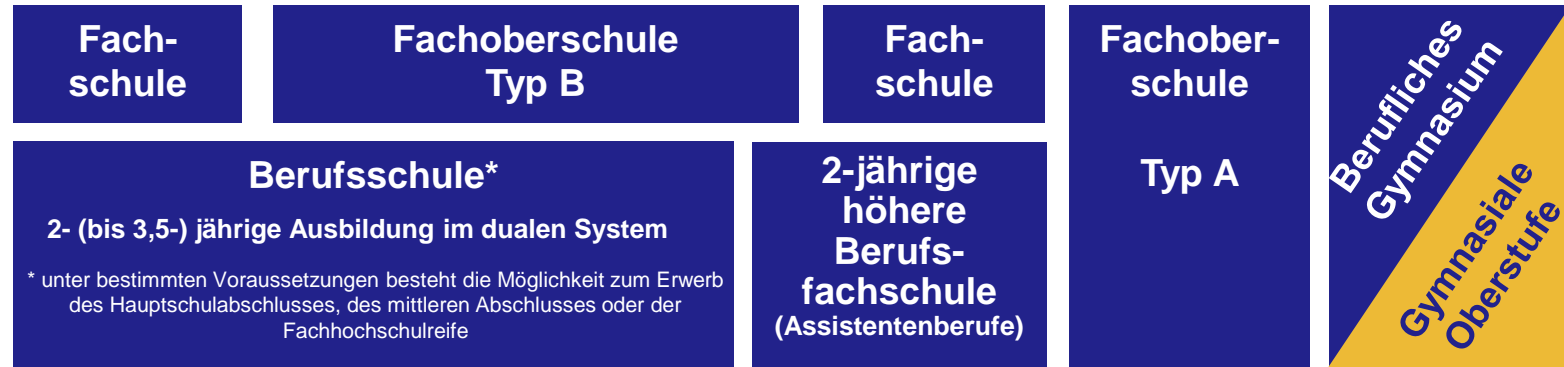 Fach-
schule
Fachoberschule
Typ B
Fach-
schule
Fachober-
schule
Typ A
Berufliches
Gymnasium
Gymnasiale
Oberstufe
Berufsschule*
2- (bis 3,5-) jährige Ausbildung im dualen System
* unter bestimmten Voraussetzungen besteht die Möglichkeit zum Erwerb
des Hauptschulabschlusses, des mittleren Abschlusses oder der
Fachhochschulreife
2-jährige
höhere
Berufs-
fachschule
(Assistentenberufe)